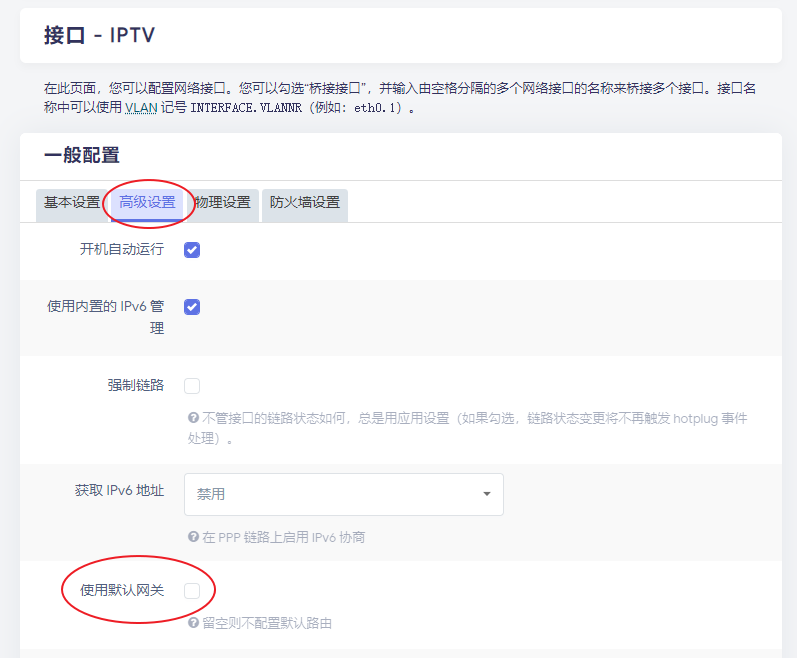 接口 - IPTV
在此页面，您可以配置网络接口。您可以勾选“桥接接口”，并输入由空格分隔的多个网络接口的名称来桥接多个接口。接口名
称中可以使用 VLAN 记号 INTERFACE.VLANNR（例如：eth0.1）。
一般配置
基本设置 高级设置 物理设置 防火墙设置
开机自动运行
使用内置的 IPv6 管
理
强制链路
不管接口的链路状态如何，总是用应用设置（如果勾选，链路状态变更将不再触发 hotplug 事件
处理）。
获取 IPv6 地址 禁用
在 PPP 链路上启用 IPv6 协商
使用默认网关
留空则不配置默认路由